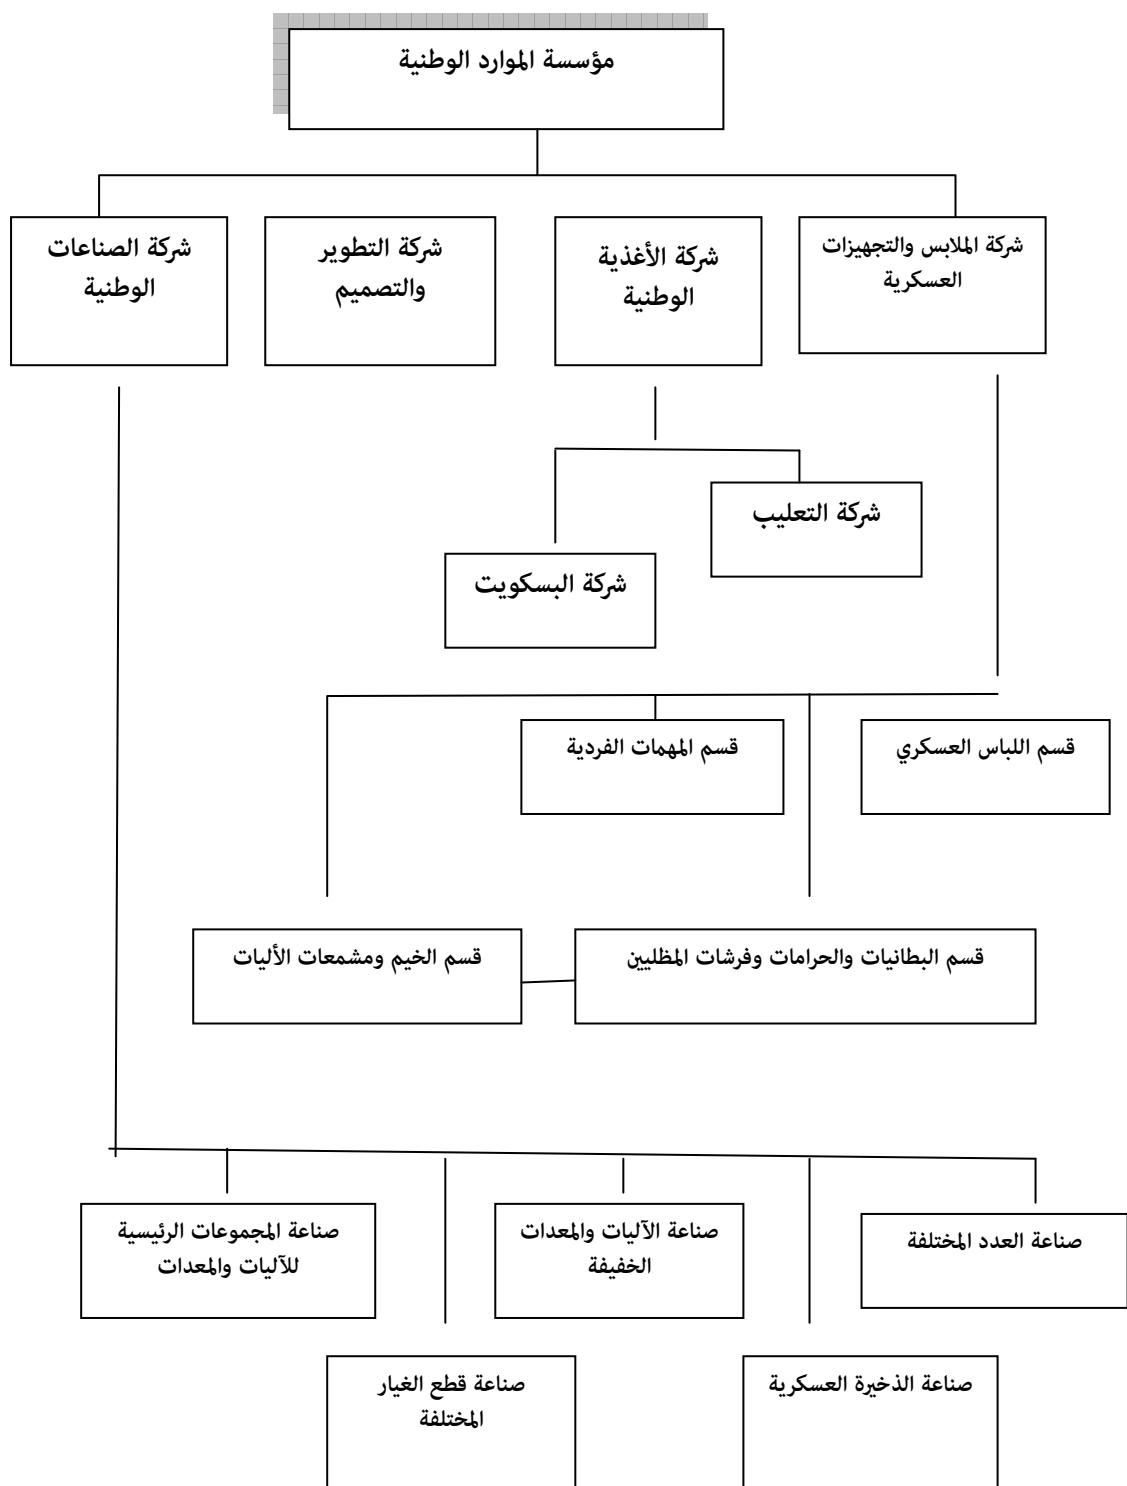 مؤسسة الموارد الوطنية
شركة الملابس والتجهيزات
العسكرية
شركة الأغذية
الوطنية
شركة التطوير
والتصميم
شركة الصناعات
الوطنية
شركة التعليب
شركة البسكويت
قسم اللباس العسكري
قسم المهمات الفردية
قسم البطانيات والحرامات وفرشات المظليين
قسم الخيم ومشمعات الأليات
صناعة العدد المختلفة
صناعة الآليات والمعدات
الخفيفة
صناعة المجموعات الرئيسية
للآليات والمعدات
صناعة الذخيرة العسكرية
صناعة قطع الغيار
المختلفة